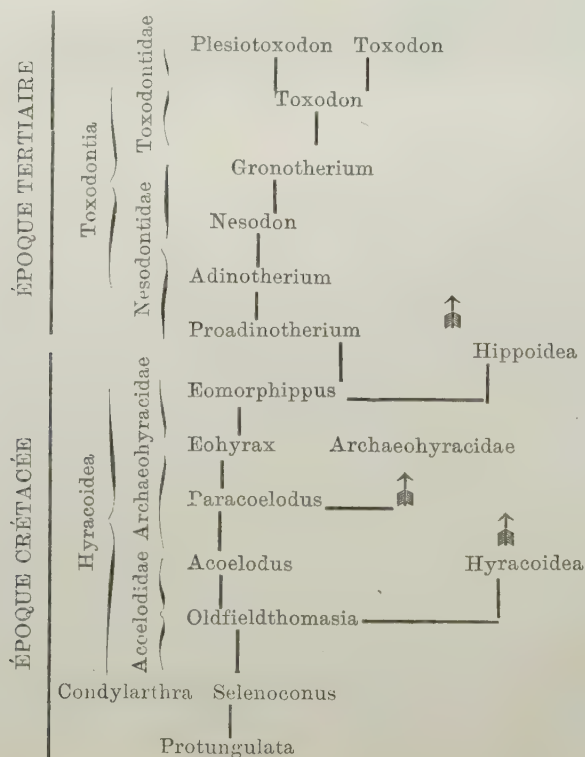 Plesiotoxodon Toxodon
Toxodon
Gronotherium
Nesodon
Adinotherium
Proadinotherium
Hippoidea
Eomorphippus
Eohyrax Archaeohyracidae
Paracoelodus
Acoelodus Hyracoidea
Oldfieldthomasia
Condylarthra Selenoconus
Protungulata
ÉPOQUE TERTIAIRE
ÉPOQUE CRÉTACÉE
Toxodontia
Hyracoidea
Toxodontidae
Nesodontidae
Archaeohyracidae
Acoelodidae